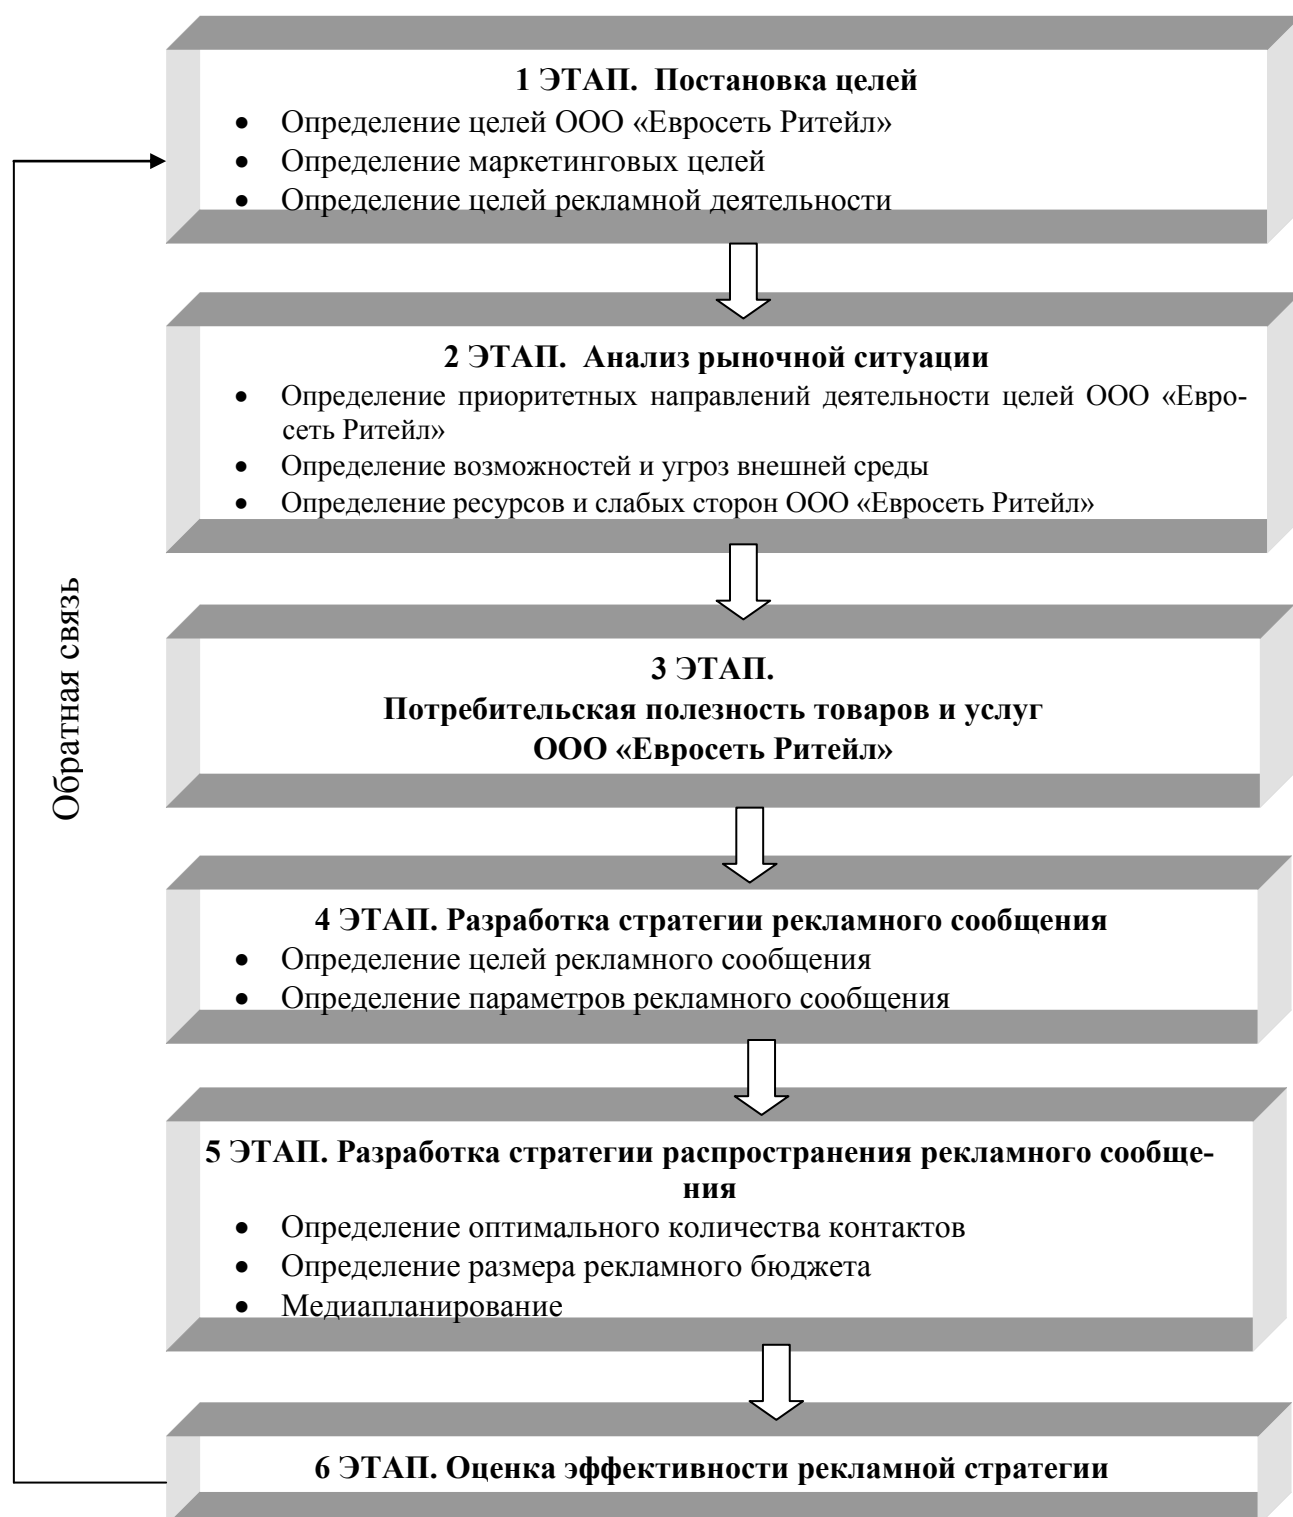 1 ЭТАП. Постановка целей
• Определение целей ООО «Евросеть Ритейл»
• Определение маркетинговых целей
• Определение целей рекламной деятельности
2 ЭТАП. Анализ рыночной ситуации
• Определение приоритетных направлений деятельности целей ООО «Евро-
сеть Ритейл»
• Определение возможностей и угроз внешней среды
• Определение ресурсов и слабых сторон ООО «Евросеть Ритейл»
3 ЭТАП.
Потребительская полезность товаров и услуг
ООО «Евросеть Ритейл»
4 ЭТАП. Разработка стратегии рекламного сообщения
• Определение целей рекламного сообщения
• Определение параметров рекламного сообщения
5 ЭТАП. Разработка стратегии распространения рекламного сообще-
ния
• Определение оптимального количества контактов
• Определение размера рекламного бюджета
• Медиапланирование
6 ЭТАП. Оценка эффективности рекламной стратегии
Обратная связь